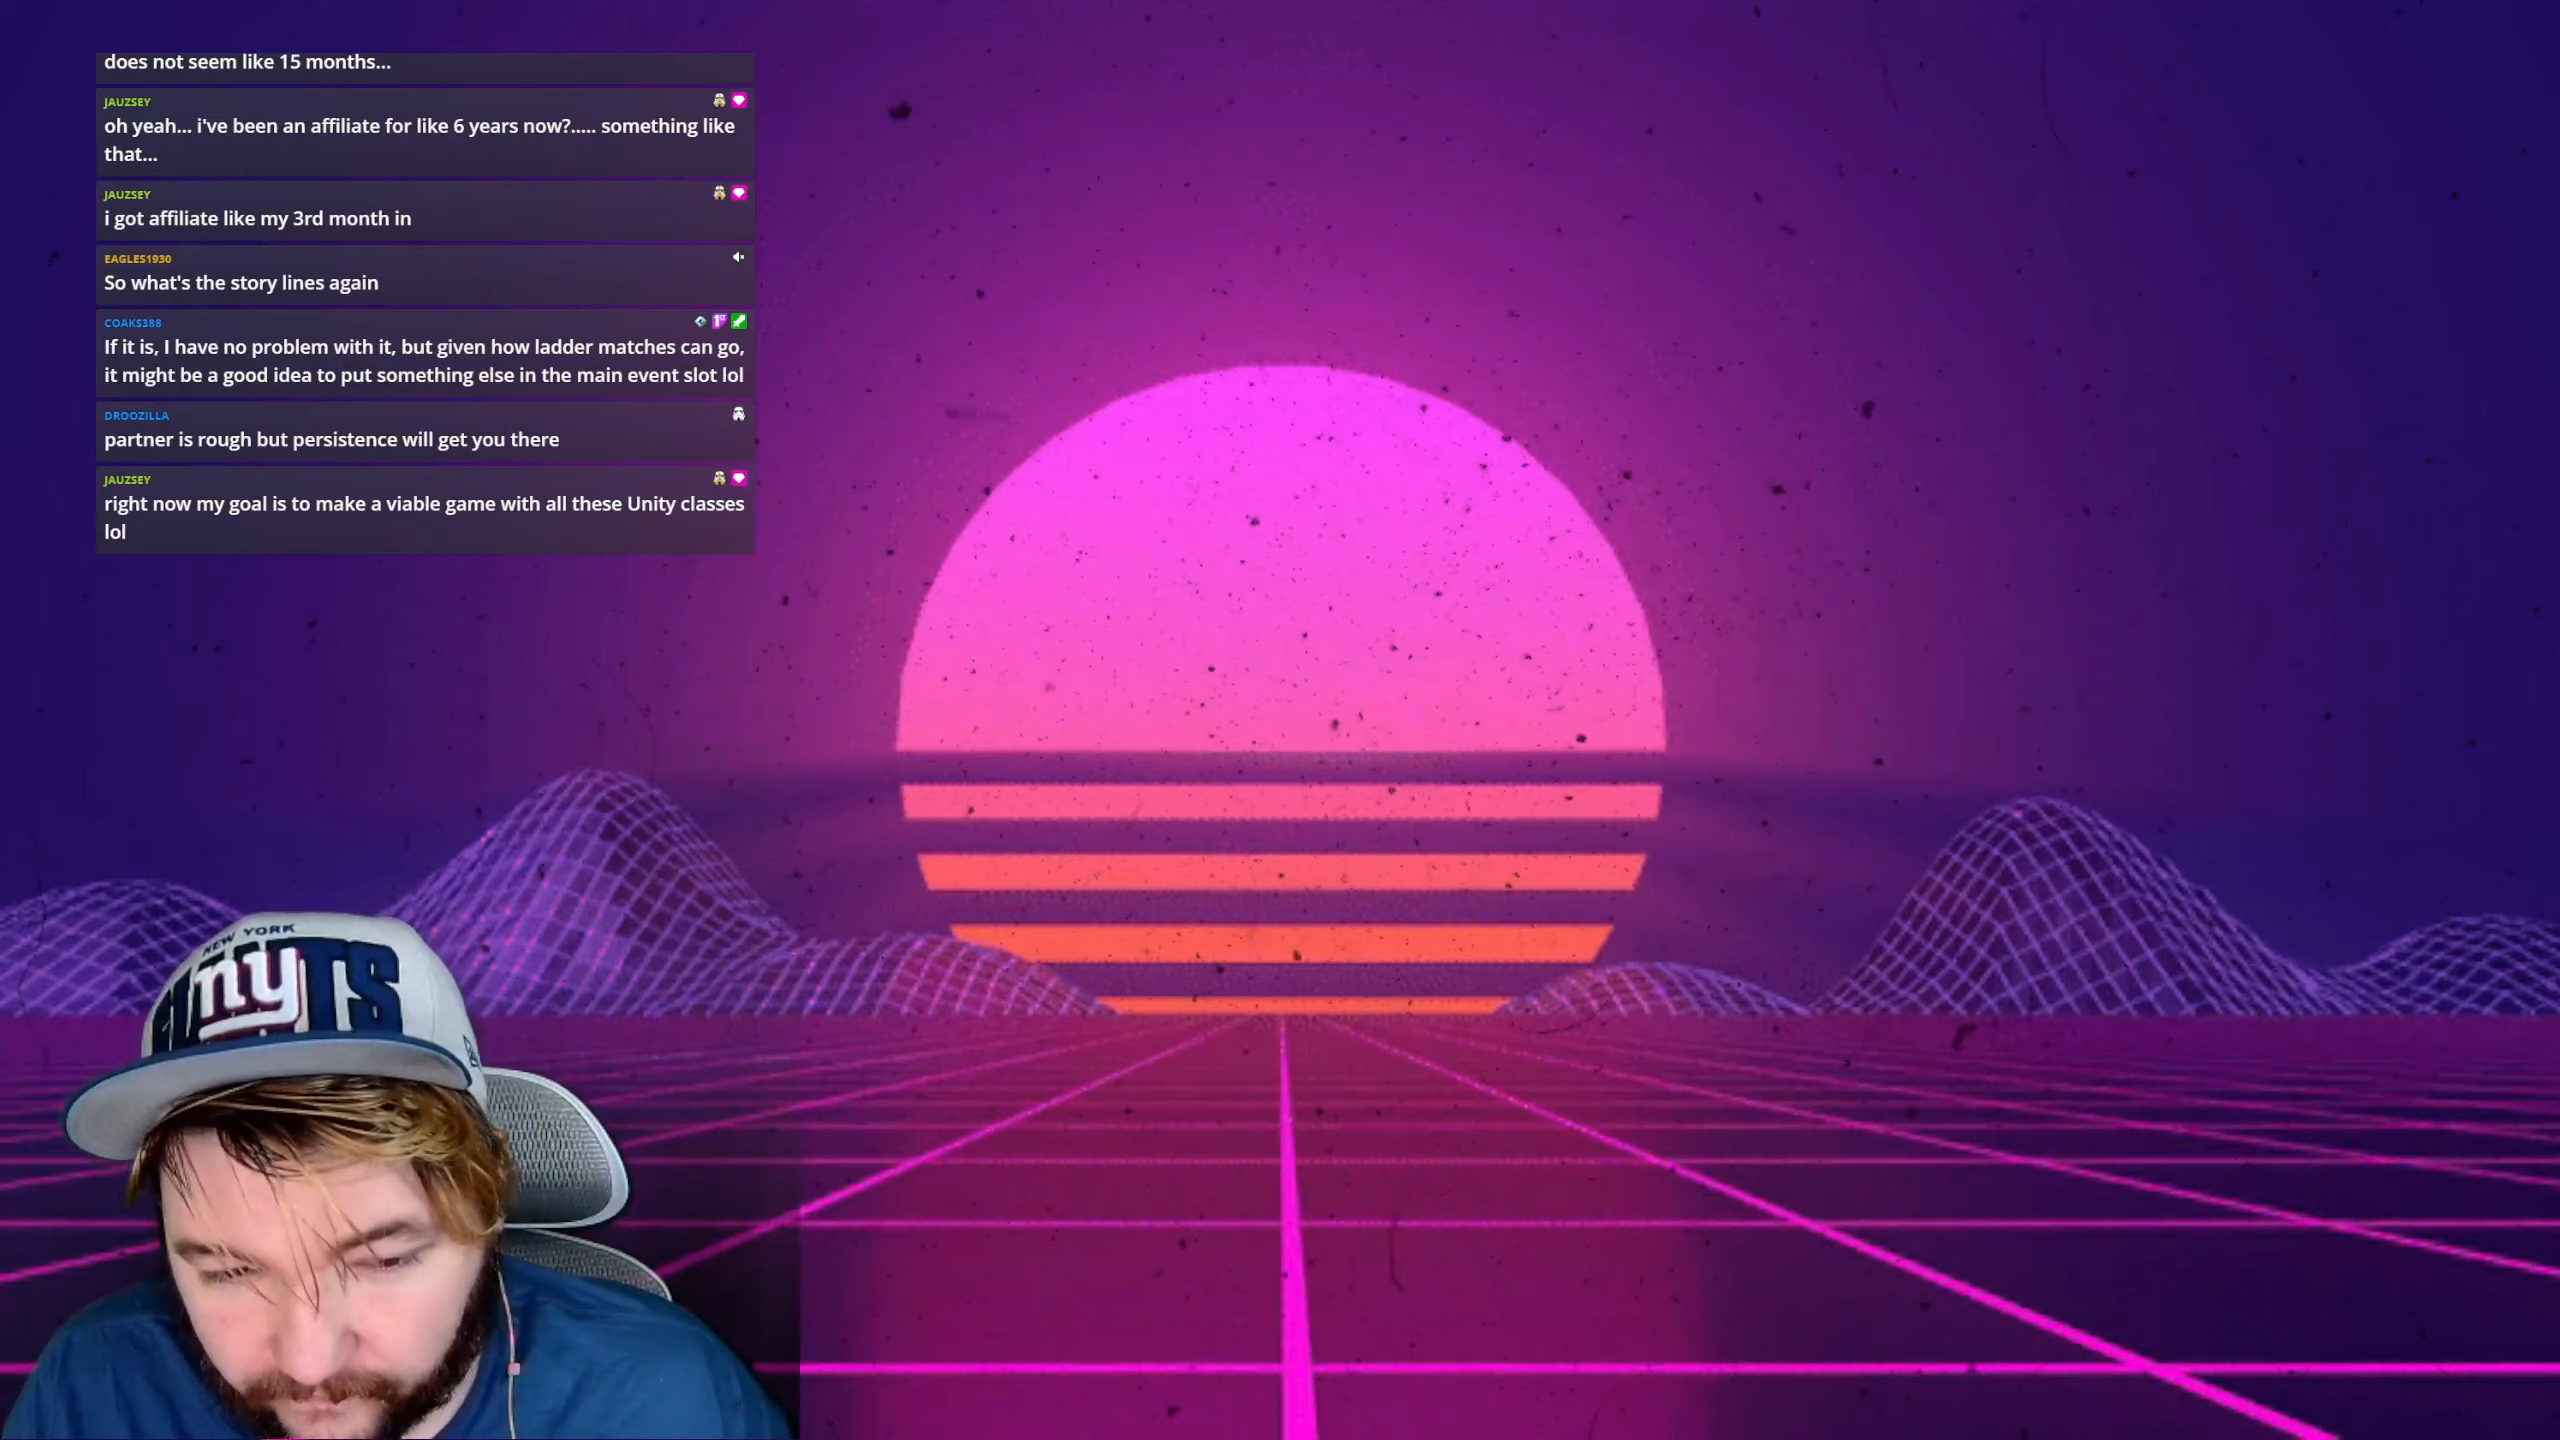 does not seem like 15 months...
JAUZSEY
oh yeah... i've been an affiliate for like 6 years now?..... something like
that...
JAUZSEY
i got affiliate like my 3rd month in
EAGLES1930
So what's the story lines again
COAKS388
1ST
If it is, I have no problem with it, but given how ladder matches can go,
it might be a good idea to put something else in the main event slot lol
DROOZILLA
partner is rough but persistence will get you there
JAUZSEY
right now my goal is to make a viable game with all these Unity classes
lol
NEW YORK
ny